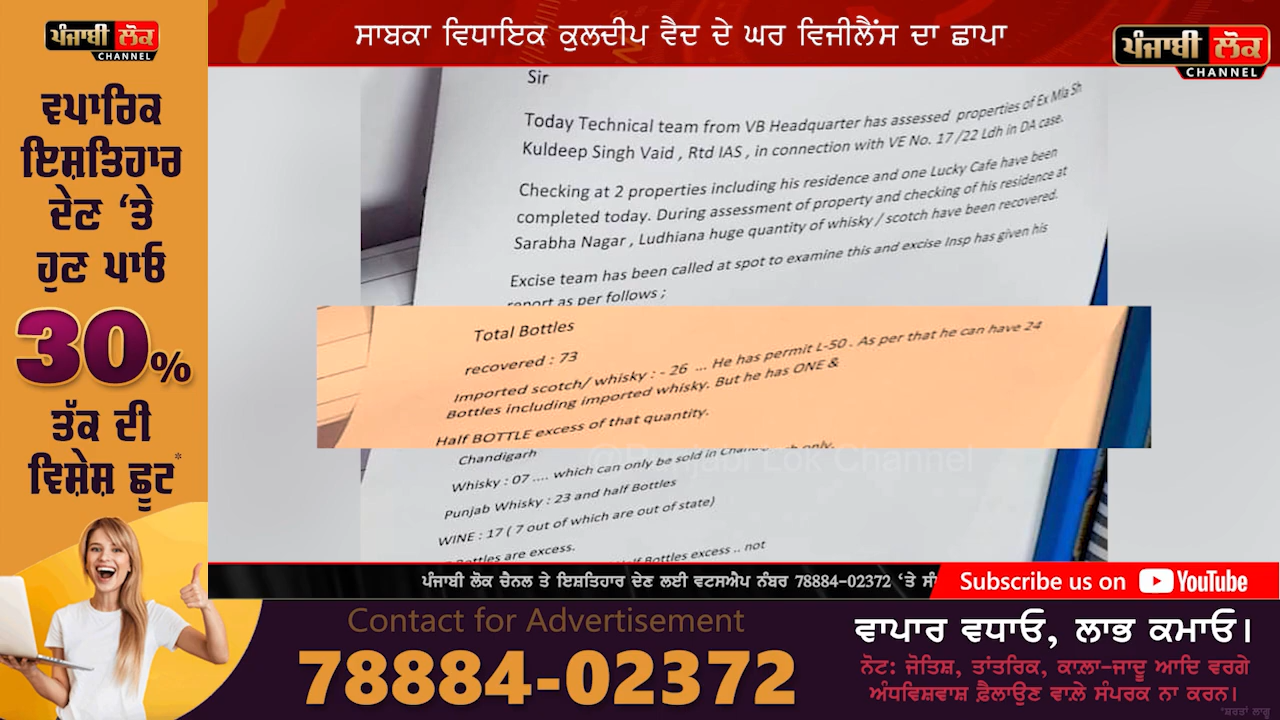 ਪੰਜਾਬੀ ਲੋਕ
CHANNEL
ਵਪਾਰਿਕ
ਇਸ਼ਤਿਹਾਰ
ਦੇਣ ‘ਤੇ
ਹੁਣ ਪਾਓ
30%
ਤੱਕ ਦੀ
ਵਿਸ਼ੇਸ਼ ਛੂਟ*
ਸਾਬਕਾ ਵਿਧਾਇਕ ਕੁਲਦੀਪ ਵੈਦ ਦੇ ਘਰ ਵਿਜੀਲੈਂਸ ਦਾ ਛਾਪਾ
ਪੰਜਾਬੀ ਲੋਕ
CHANNEL
Sir
Today Technical team from VB Headquarter has assessed properties of Ex Mla Sh
Kuldeep Singh Vaid , Rtd IAS , in connection with VE No. 17 /22 Ldh in DA case.
Checking at 2 properties including his residence and one Lucky Cafe have been
completed today. During assessment of property and checking of his residence at
Sarabha Nagar , Ludhiana huge quantity of whisky / scotch have been recovered.
Excise team has been called at spot to examine this and excise Insp has given his
report as per follows ;
Total Bottles
recovered : 73
Imported scotch/ whisky : - 26 ... He has permit L-50 . As per that he can have 24
Bottles including imported whisky. But he has ONE &
Half BOTTLE excess of that quantity.
Chandigarh
Whisky : 07 .... which can only be sold in only.
Punjab Whisky : 23 and half Bottles
WINE : 17 ( 7 out of which are out of state)
Bottles are excess.
Half Bottles excess .. not
@Punjabi Lok Channel
ਪੰਜਾਬੀ ਲੋਕ ਚੈਨਲ ਤੇ ਇਸ਼ਤਿਹਾਰ ਦੇਣ ਲਈ ਵਟਸਐਪ ਨੰਬਰ 78884-02372 ‘ਤੇ
Subscribe us on YouTube
Contact for Advertisement
78884-02372
ਵਾਪਾਰ ਵਧਾਓ, ਲਾਭ ਕਮਾਓ।
ਨੋਟ: ਜੋਤਿਸ਼, ਤਾਂਤਰਿਕ, ਕਾਲ਼ਾ-ਜਾਦੂ ਆਦਿ ਵਰਗੇ
ਅੰਧਵਿਸ਼ਵਾਸ਼ ਫ਼ੈਲਾਉਣ ਵਾਲ਼ੇ ਸੰਪਰਕ ਨਾ ਕਰਨ।
*ਸ਼ਰਤਾਂ ਲਾਗੂ